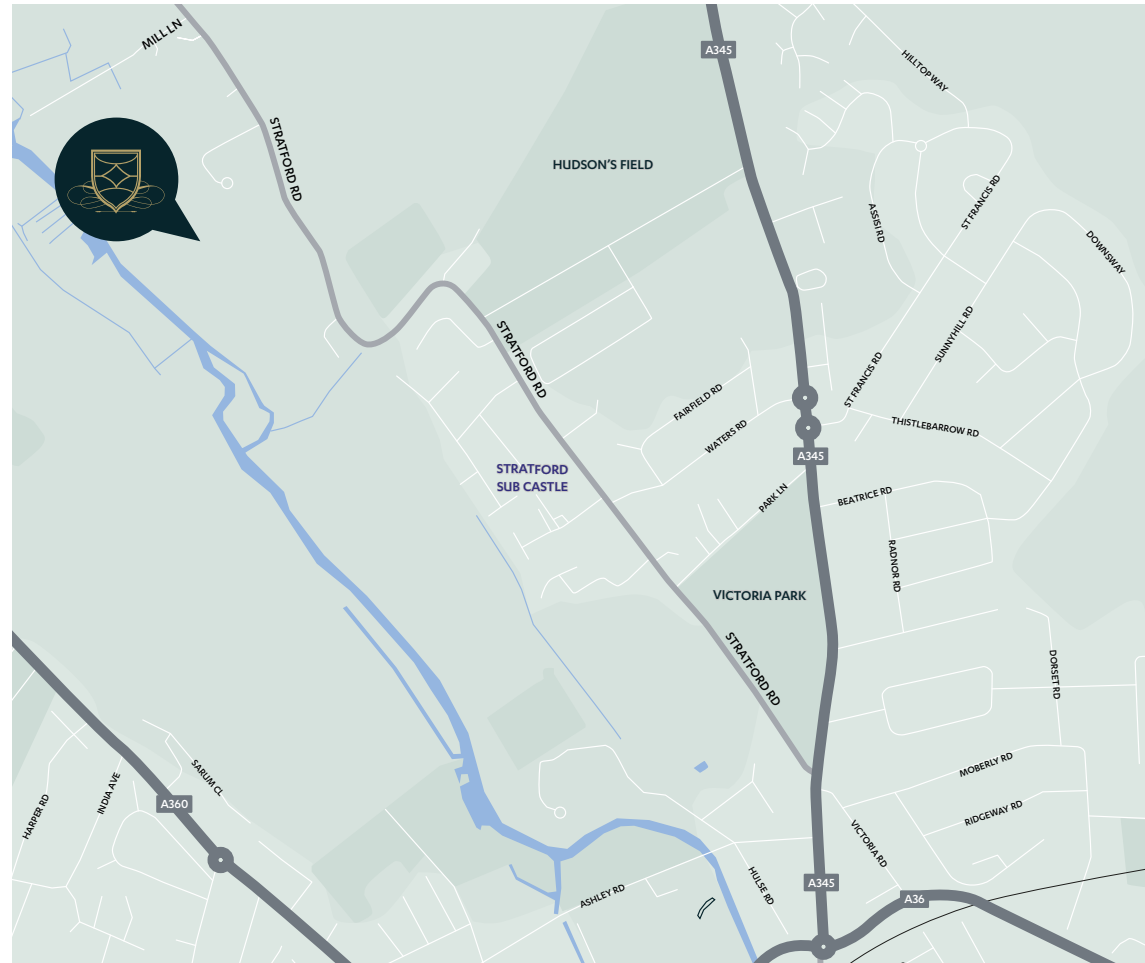 MILL LN
A345
HILLTOP WAY
STRATFORD RD
HUDSON'S FIELD
ST FRANCIS RD
ASSISI RD
DOWNSWAY
STRATFORD RD
SUNNYHILL RD
ST FRANCIS RD
FAIRFIELD RD
WATERS RD
THISTLEBARROW RD
A345
STRATFORD
SUB CASTLE
PARK LN
BEATRICE RD
RADNOR RD
VICTORIA PARK
STRATFORD RD
DORSET RD
MOBERLY RD
SARUM CL
INDIA AVE
A360
HARPER RD
RIDGEWAY RD
VICTORIA RD
HULSE RD
A345
ASHLEY RD
A36